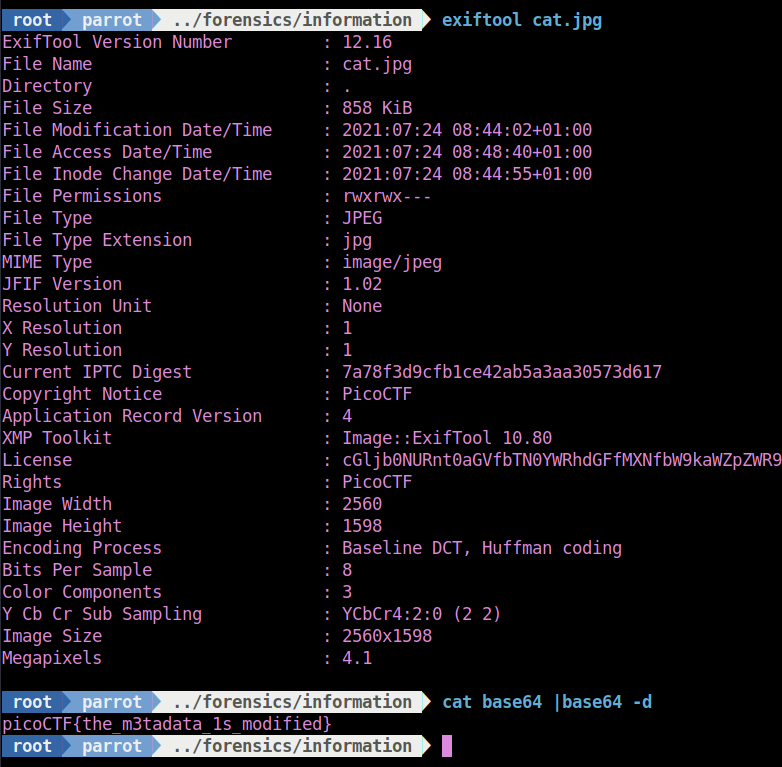 root parrot ../forensics/information exiftool cat.jpg
ExifTool Version Number : 12.16
File Name : cat.jpg
Directory : .
File Size : 858 KiB
File Modification Date/Time : 2021:07:24 08:44:02+01:00
File Access Date/Time : 2021:07:24 08:48:40+01:00
File Inode Change Date/Time : 2021:07:24 08:44:55+01:00
File Permissions : rwxrwx---
File Type : JPEG
File Type Extension : jpg
MIME Type : image/jpeg
JFIF Version : 1.02
Resolution Unit : None
X Resolution : 1
Y Resolution : 1
Current IPTC Digest : 7a78f3d9cfb1ce42ab5a3aa30573d617
Copyright Notice : PicoCTF
Application Record Version : 4
XMP Toolkit : Image::ExifTool 10.80
License : cGljb0NURnt0aGVfbTN0YWRhdGFfMXNfbW9kaWZpZWR9
Rights : PicoCTF
Image Width : 2560
Image Height : 1598
Encoding Process : Baseline DCT, Huffman coding
Bits Per Sample : 8
Color Components : 3
Y Cb Cr Sub Sampling : YCbCr4:2:0 (2 2)
Image Size : 2560x1598
Megapixels : 4.1
root parrot ../forensics/information cat base64 |base64 -d
picoCTF{the_m3tadata_1s_modified}
root parrot ../forensics/information